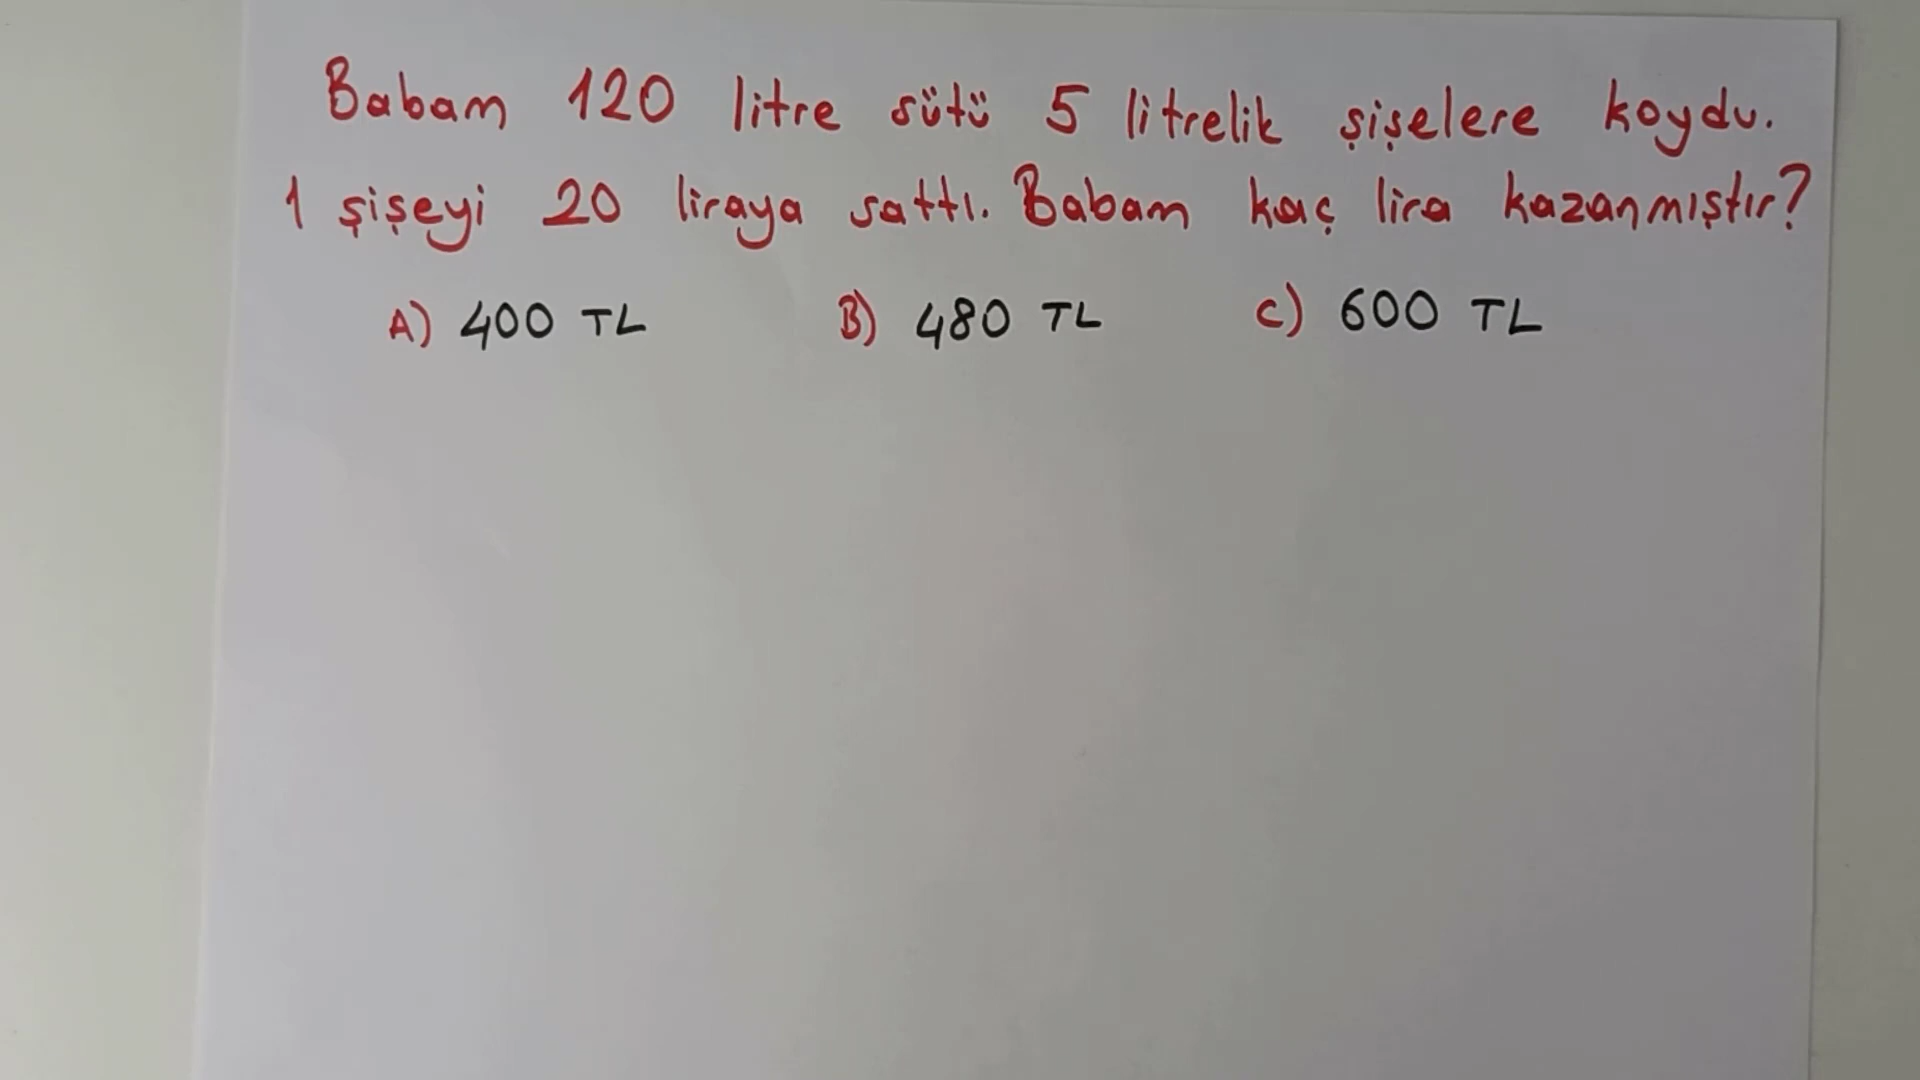 Babam 120 litre sütü 5 litrelik şişelere koydu.
1 şişeyi 20 liraya sattı. Babam kaç lira kazanmıştır?
A) 400 TL B) 480 TL C) 600 TL